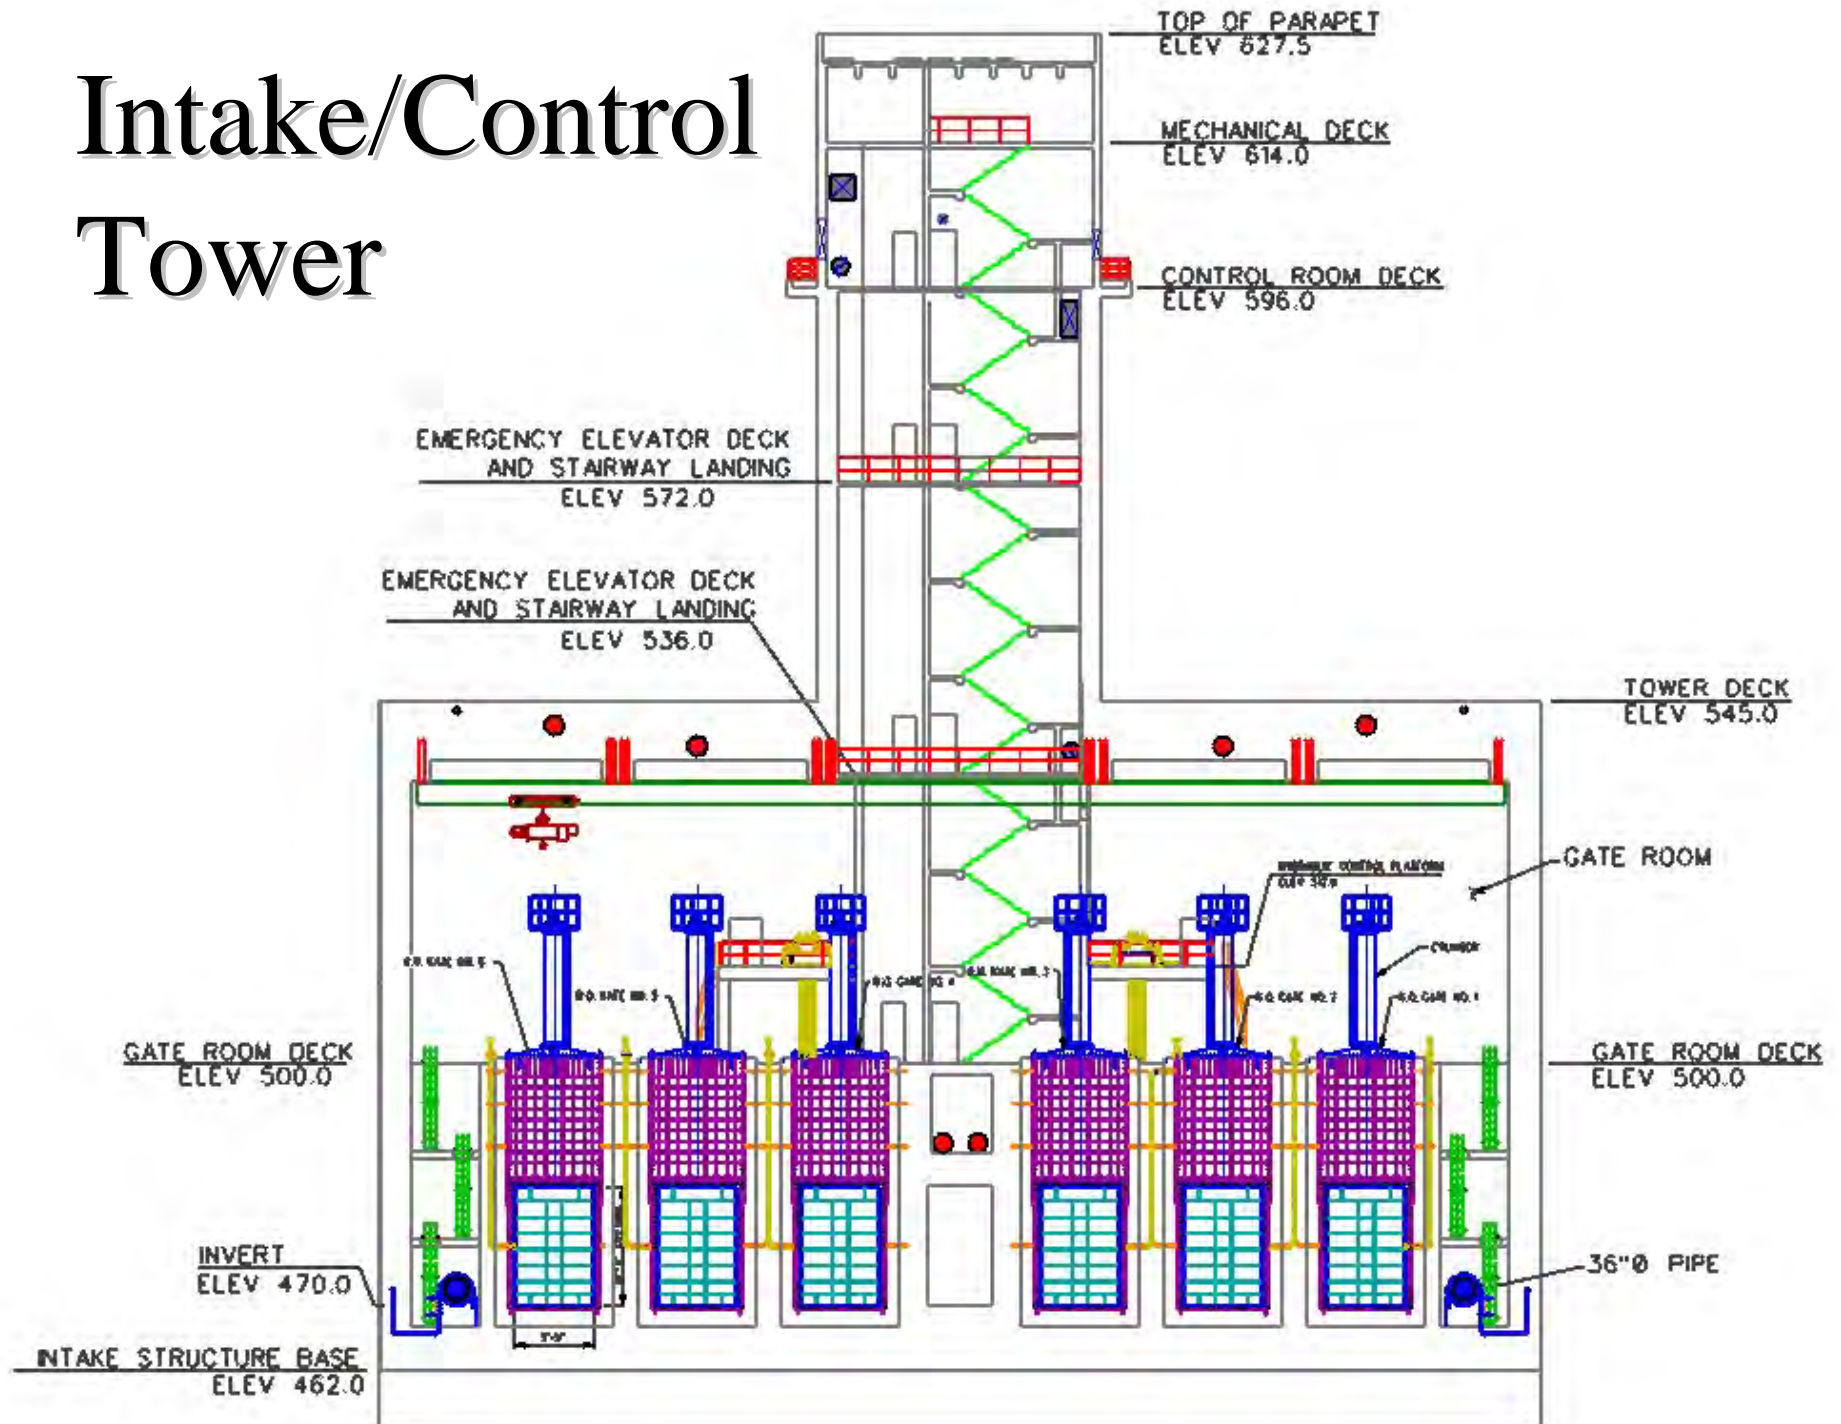 Intake/Control
Tower
TOP OF PARAPET
ELEV 627.5
MECHANICAL DECK
ELEV 614.0
CONTROL ROOM DECK
ELEV 596.0
EMERGENCY ELEVATOR DECK
AND STAIRWAY LANDING
ELEV 572.0
EMERGENCY ELEVATOR DECK
AND STAIRWAY LANDING
ELEV 536.0
TOWER DECK
ELEV 545.0
GATE ROOM
GATE ROOM DECK
ELEV 500.0
GATE ROOM DECK
ELEV 500.0
INVERT
ELEV 470.0
36"Ø PIPE
INTAKE STRUCTURE BASE
ELEV 462.0